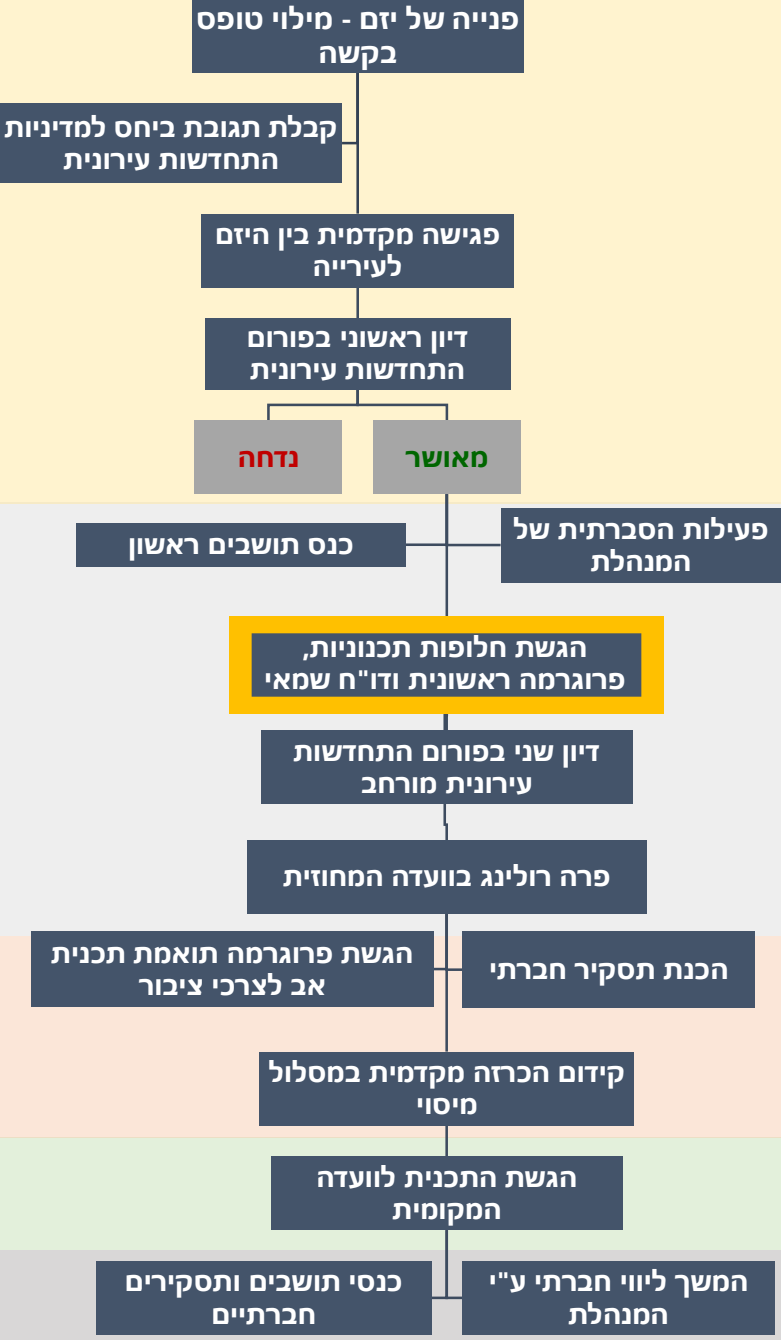 פנייה של יזם - מילוי טופס
בקשה
קבלת תגובת ביחס למדיניות
התחדשות עירונית
פגישה מקדמית בין היזם
לעירייה
דיון ראשוני בפורום
התחדשות עירונית
מאושר
נדחה
פעילות הסברתית של
המנהלת
כנס תושבים ראשון
הגשת חלופות תכנוניות,
פרוגרמה ראשונית ודו"ח שמאי
דיון שני בפורום התחדשות
עירונית מורחב
פרה רולינג בוועדה המחוזית
הכנת תסקיר חברתי
הגשת פרוגרמה תואמת תכנית
אב לצרכי ציבור
קידום הכרזה מקדמית במסלול
מיסוי
הגשת התכנית לוועדה
המקומית
המשך ליווי חברתי ע"י
המנהלת
כנסי תושבים ותסקירים
חברתיים